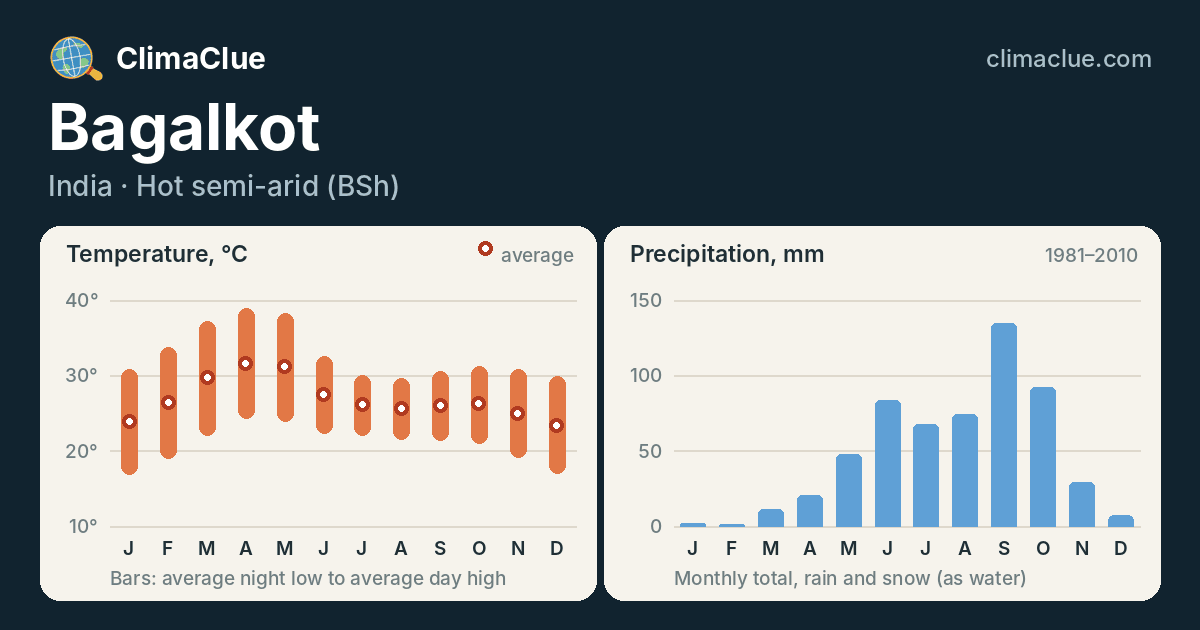 ClimaClue
climaclue.com
Bagalkot
India · Hot semi-arid (BSh)
Temperature, °C
average
40°
30°
20°
10°
J F M A M J J A S O N D
Bars: average night low to average day high
Precipitation, mm
1981–2010
150
100
50
0
J F M A M J J A S O N D
Monthly total, rain and snow (as water)